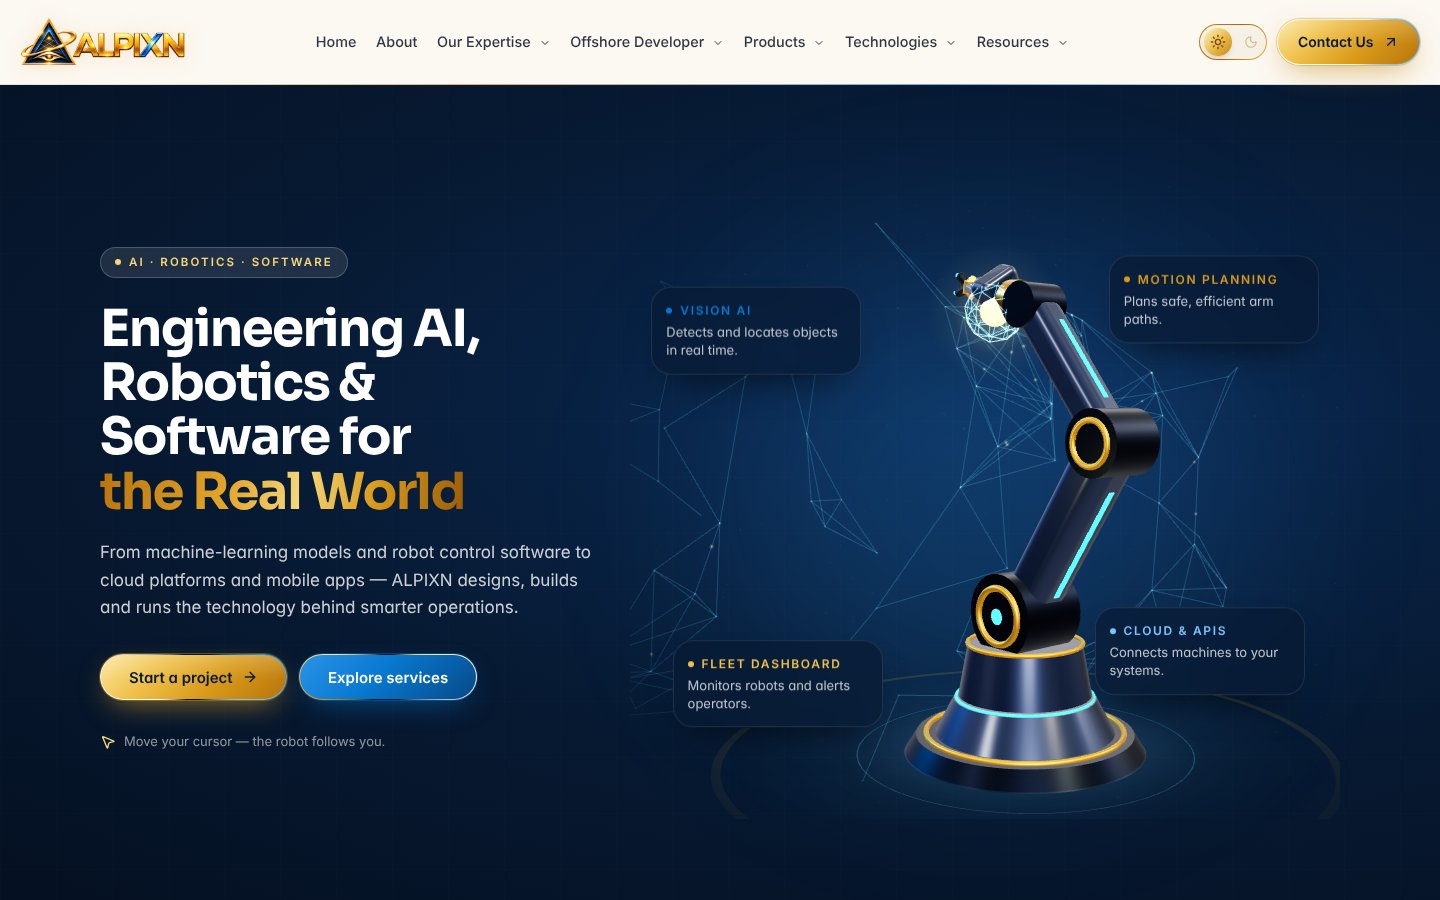 ALPIXN
Home
About
Our Expertise
Offshore Developer
Products
Technologies
Resources
Contact Us
AI · ROBOTICS · SOFTWARE
Engineering AI,
Robotics &
Software for
the Real World
From machine-learning models and robot control software to
cloud platforms and mobile apps — ALPIXN designs, builds
and runs the technology behind smarter operations.
Start a project
Explore services
Move your cursor — the robot follows you.
VISION AI
Detects and locates objects
in real time.
MOTION PLANNING
Plans safe, efficient arm
paths.
FLEET DASHBOARD
Monitors robots and alerts
operators.
CLOUD & APIS
Connects machines to your
systems.